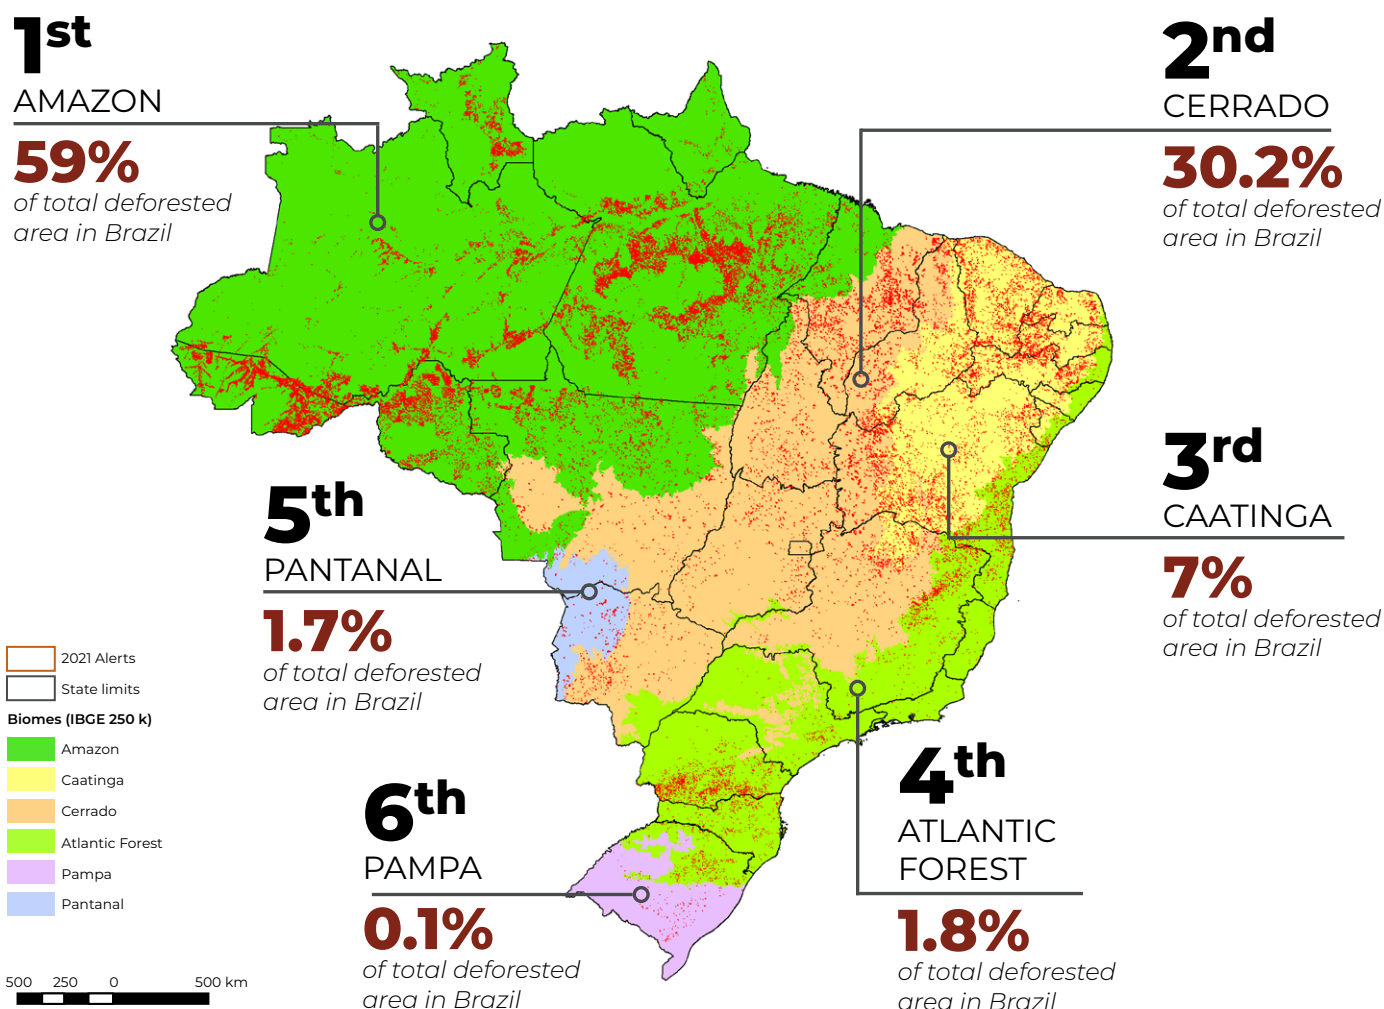 1st
AMAZON
59%
of total deforested
area in Brazil
2nd
CERRADO
30.2%
of total deforested
area in Brazil
3rd
CAATINGA
7%
of total deforested
area in Brazil
5th
PANTANAL
1.7%
of total deforested
area in Brazil
4th
ATLANTIC
FOREST
1.8%
of total deforested
area in Brazil
6th
PAMPA
0.1%
of total deforested
area in Brazil
2021 Alerts
State limits
Biomes (IBGE 250 k)
Amazon
Caatinga
Cerrado
Atlantic Forest
Pampa
Pantanal
500 250 0 500 km